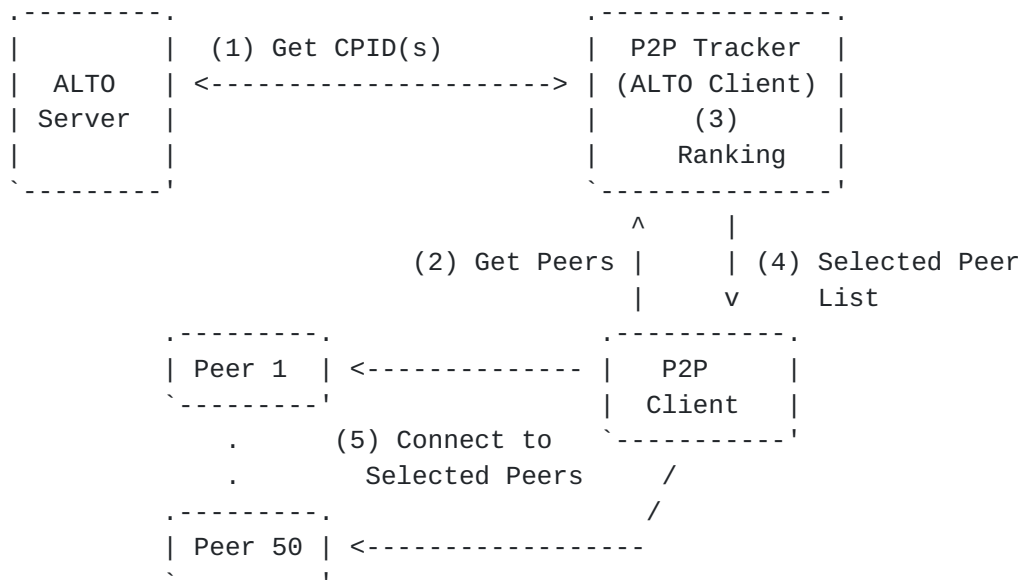 (1) Get CPID(s) P2P Tracker
ALTO (ALTO Client)
Server (3)
Ranking
(2) Get Peers (4) Selected Peer
List
Peer 1 P2P
Client
(5) Connect to
Selected Peers
Peer 50